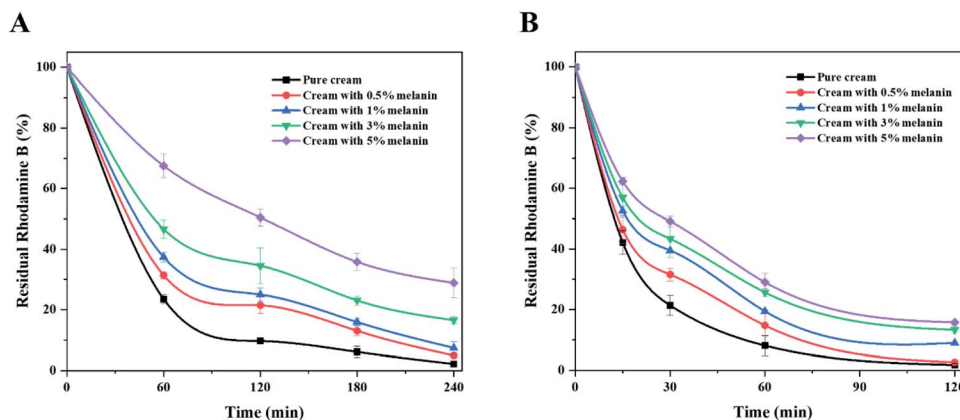 A
B
Residual Rhodamine B (%)
100
80
60
40
20
0
Pure cream
Cream with 0.5% melanin
Cream with 1% melanin
Cream with 3% melanin
Cream with 5% melanin
0 60 120 180 240
Time (min)
Residual Rhodamine B (%)
100
80
60
40
20
0
Pure cream
Cream with 0.5% melanin
Cream with 1% melanin
Cream with 3% melanin
Cream with 5% melanin
0 30 60 90 120
Time (min)